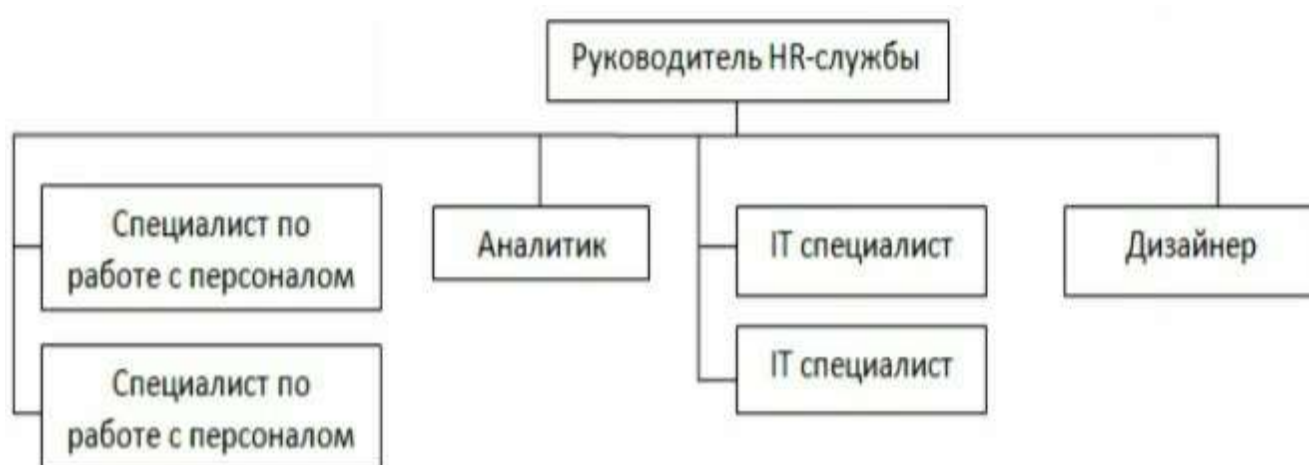 Руководитель HR-службы
Специалист по
работе с персоналом
Аналитик
IT специалист
Дизайнер
Специалист по
работе с персоналом
IT специалист